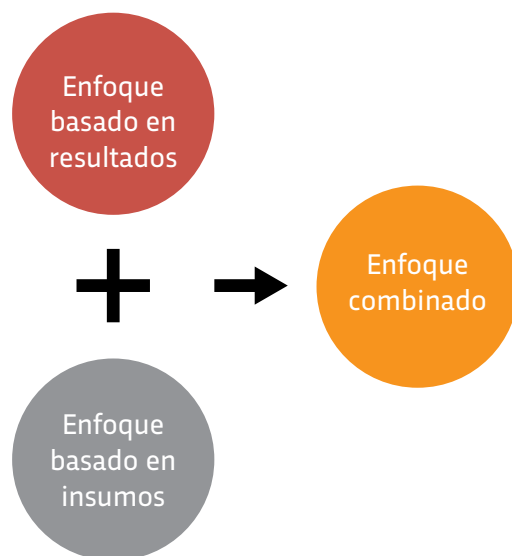 Enfoque
basado en
resultados
Enfoque
combinado
Enfoque
basado en
insumos